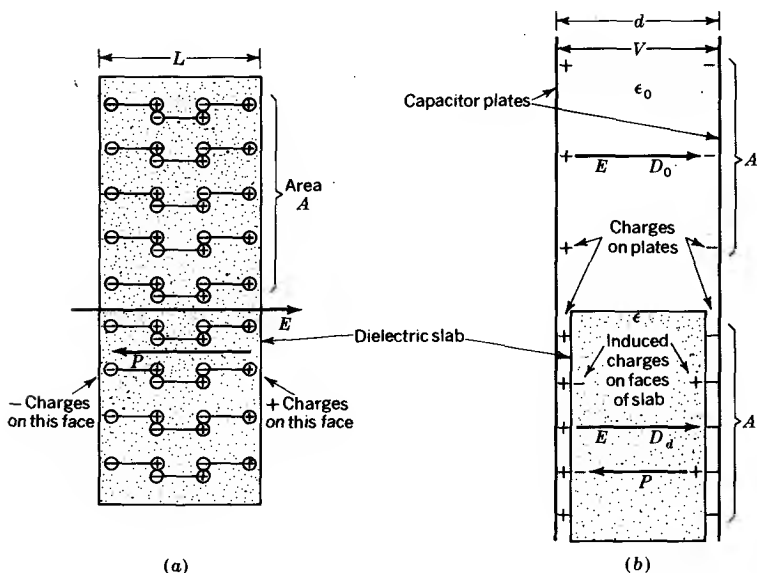 L
Area
A
E
P
Dielectric slab
− Charges
on this face
+ Charges
on this face
(a)
d
V
+ −
ϵ₀
Capacitor plates
+ E D₀ −
A
+ −
Charges
on plates
ϵ
+ −
Induced
charges
on faces
of slab
+ − + −
A
+ E D_d −
+ − P + −
+ −
(b)